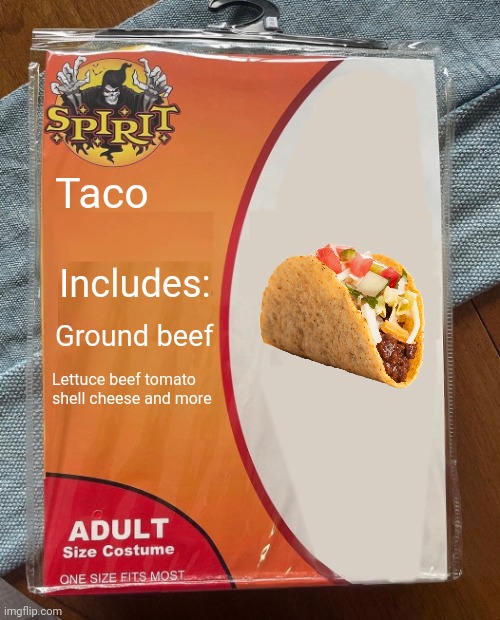 SPIRIT
Taco
Includes:
Ground beef
Lettuce beef tomato
shell cheese and more
ADULT
Size Costume
ONE SIZE FITS MOST
imgflip.com